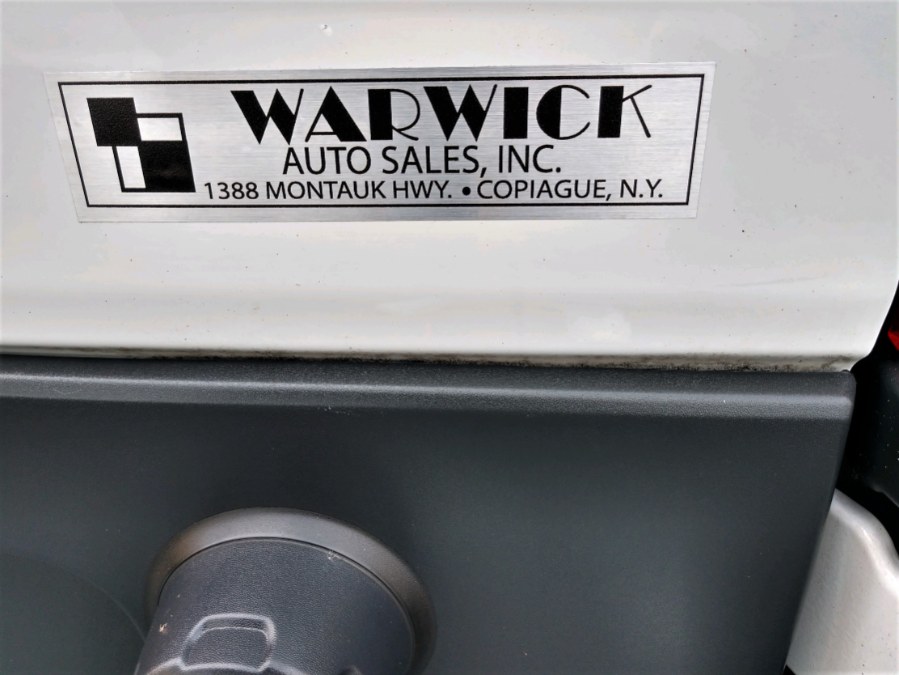 WARWICK
AUTO SALES, INC.
1388 MONTAUK HWY. • COPIAGUE, N.Y.